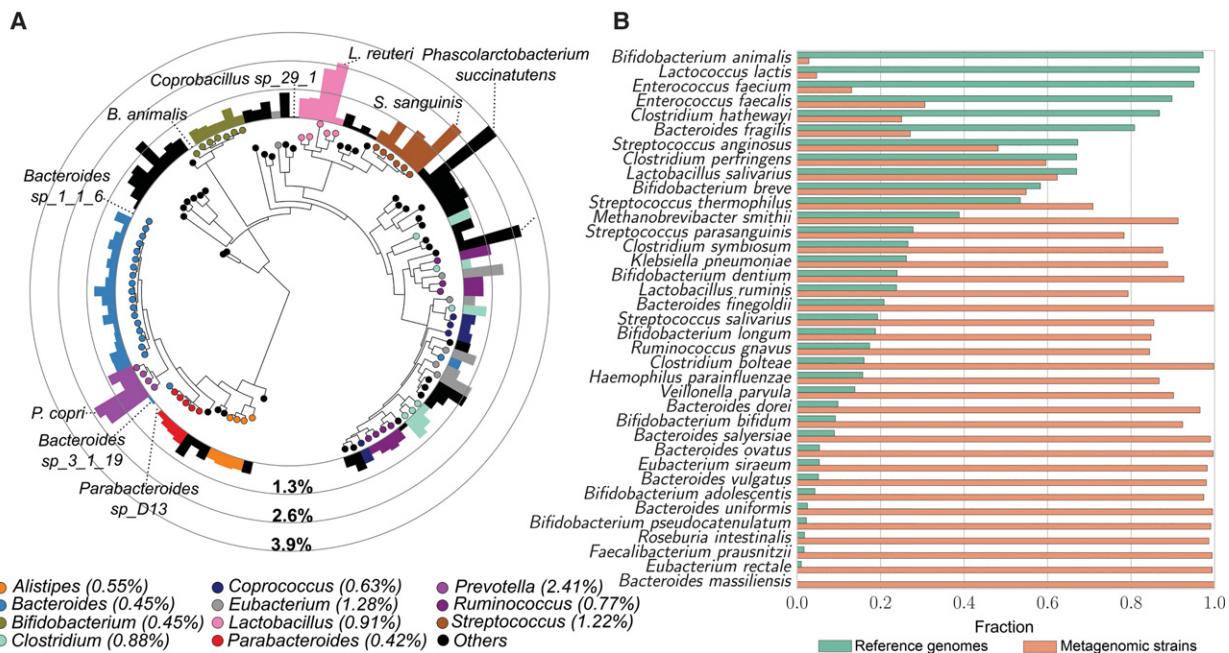 A
L. reuteri
Phascolarctobacterium
succinatutens
Coprobacillus sp_29_1
S. sanguinis
B. animalis
Bacteroides
sp_1_1_6
P. copri
Bacteroides
sp_3_1_19
Parabacteroides
sp_D13
1.3%
2.6%
3.9%
Alistipes (0.55%)
Bacteroides (0.45%)
Bifidobacterium (0.45%)
Clostridium (0.88%)
Coprococcus (0.63%)
Eubacterium (1.28%)
Lactobacillus (0.91%)
Parabacteroides (0.42%)
Prevotella (2.41%)
Ruminococcus (0.77%)
Streptococcus (1.22%)
Others
B
Bifidobacterium animalis
Lactococcus lactis
Enterococcus faecium
Enterococcus faecalis
Clostridium hathewayi
Bacteroides fragilis
Streptococcus anginosus
Clostridium perfringens
Lactobacillus salivarius
Bifidobacterium breve
Streptococcus thermophilus
Methanobrevibacter smithii
Streptococcus parasanguinis
Clostridium symbiosum
Klebsiella pneumoniae
Bifidobacterium dentium
Lactobacillus ruminis
Bacteroides finegoldii
Streptococcus salivarius
Bifidobacterium longum
Ruminococcus gnavus
Clostridium bolteae
Haemophilus parainfluenzae
Veillonella parvula
Bacteroides dorei
Bifidobacterium bifidum
Bacteroides salyersiae
Bacteroides ovatus
Eubacterium siraeum
Bacteroides vulgatus
Bifidobacterium adolescentis
Bacteroides uniformis
Bifidobacterium pseudocatenulatum
Roseburia intestinalis
Faecalibacterium prausnitzii
Eubacterium rectale
Bacteroides massiliensis
0.0 0.2 0.4 0.6 0.8 1.0
Fraction
Reference genomes
Metagenomic strains